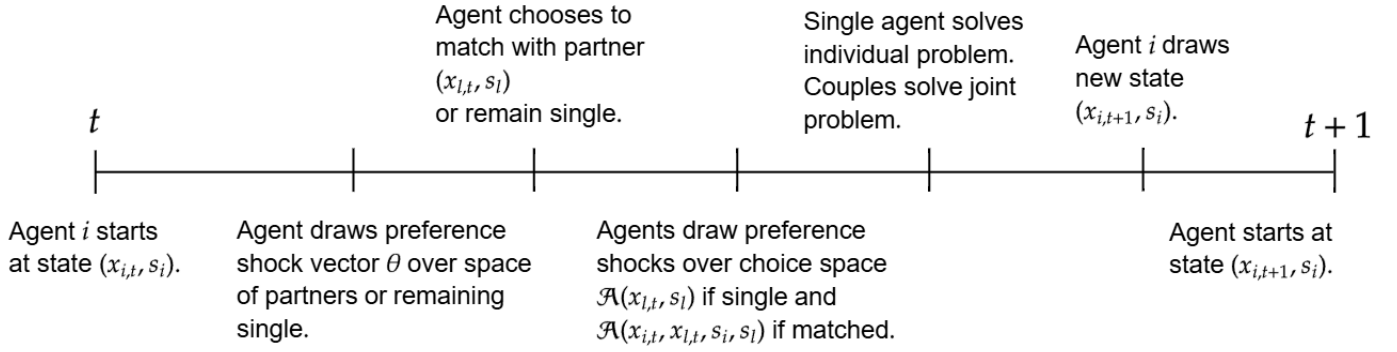 Agent chooses to
match with partner
(x_{l,t}, s_l)
or remain single.
Single agent solves
individual problem.
Couples solve joint
problem.
Agent i draws
new state
(x_{i,t+1}, s_i).
t
t + 1
Agent i starts
at state (x_{i,t}, s_i).
Agent draws preference
shock vector θ over space
of partners or remaining
single.
Agents draw preference
shocks over choice space
𝒜(x_{l,t}, s_l) if single and
𝒜(x_{i,t}, x_{l,t}, s_i, s_l) if matched.
Agent starts at
state (x_{i,t+1}, s_i).